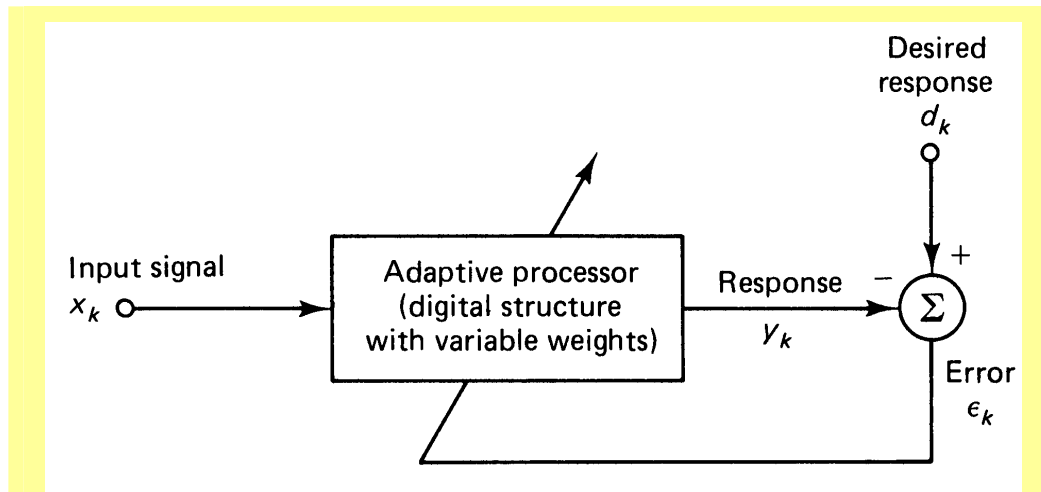 Desired
response
d_k
Input signal
x_k
Adaptive processor
(digital structure
with variable weights)
Response
y_k
−
+
Σ
Error
ϵ_k